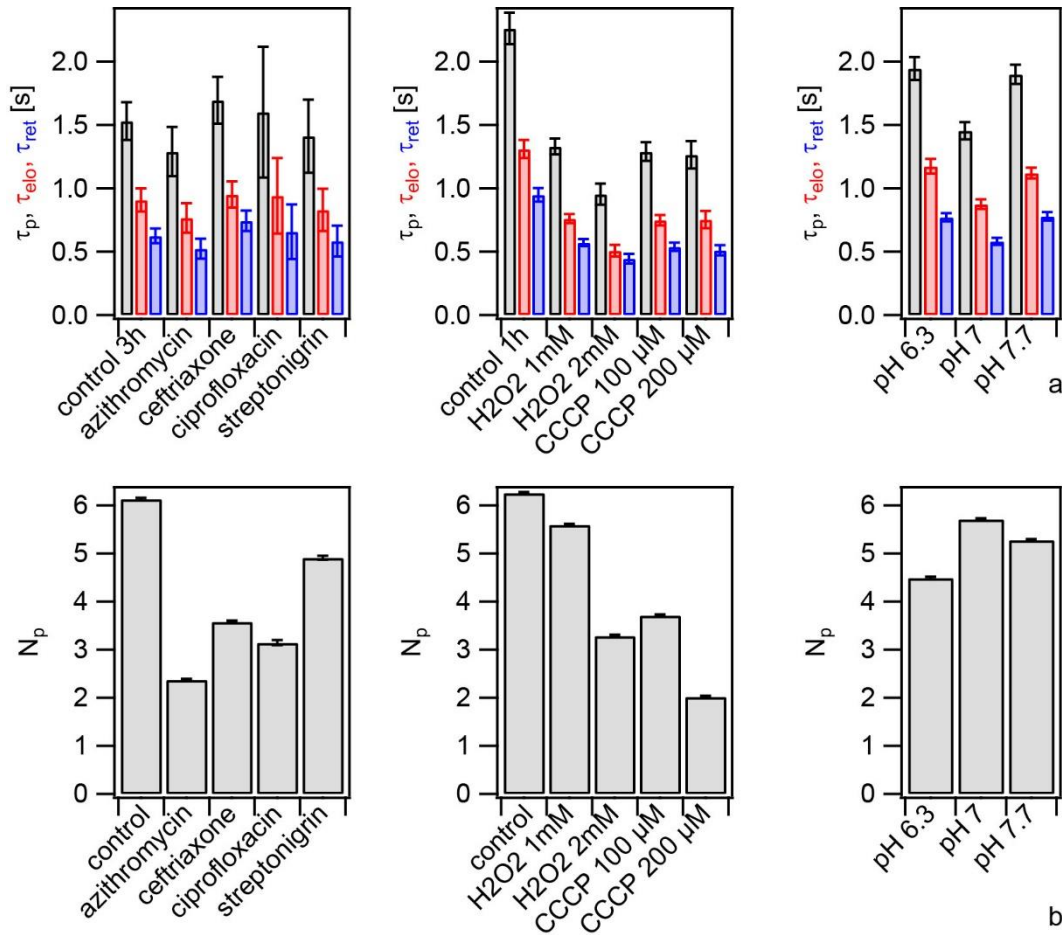 τp, τelo, τret [s]
2.0
1.5
1.0
0.5
0.0
control 3h
azithromycin
ceftriaxone
ciprofloxacin
streptonigrin
τp, τelo, τret [s]
2.0
1.5
1.0
0.5
0.0
control 1h
H2O2 1mM
H2O2 2mM
CCCP 100 µM
CCCP 200 µM
τp, τelo, τret [s]
2.0
1.5
1.0
0.5
0.0
pH 6.3
pH 7
pH 7.7
a
Np
6
5
4
3
2
1
0
control
azithromycin
ceftriaxone
ciprofloxacin
streptonigrin
Np
6
5
4
3
2
1
0
control
H2O2 1mM
H2O2 2mM
CCCP 100 µM
CCCP 200 µM
Np
6
5
4
3
2
1
0
pH 6.3
pH 7
pH 7.7
b